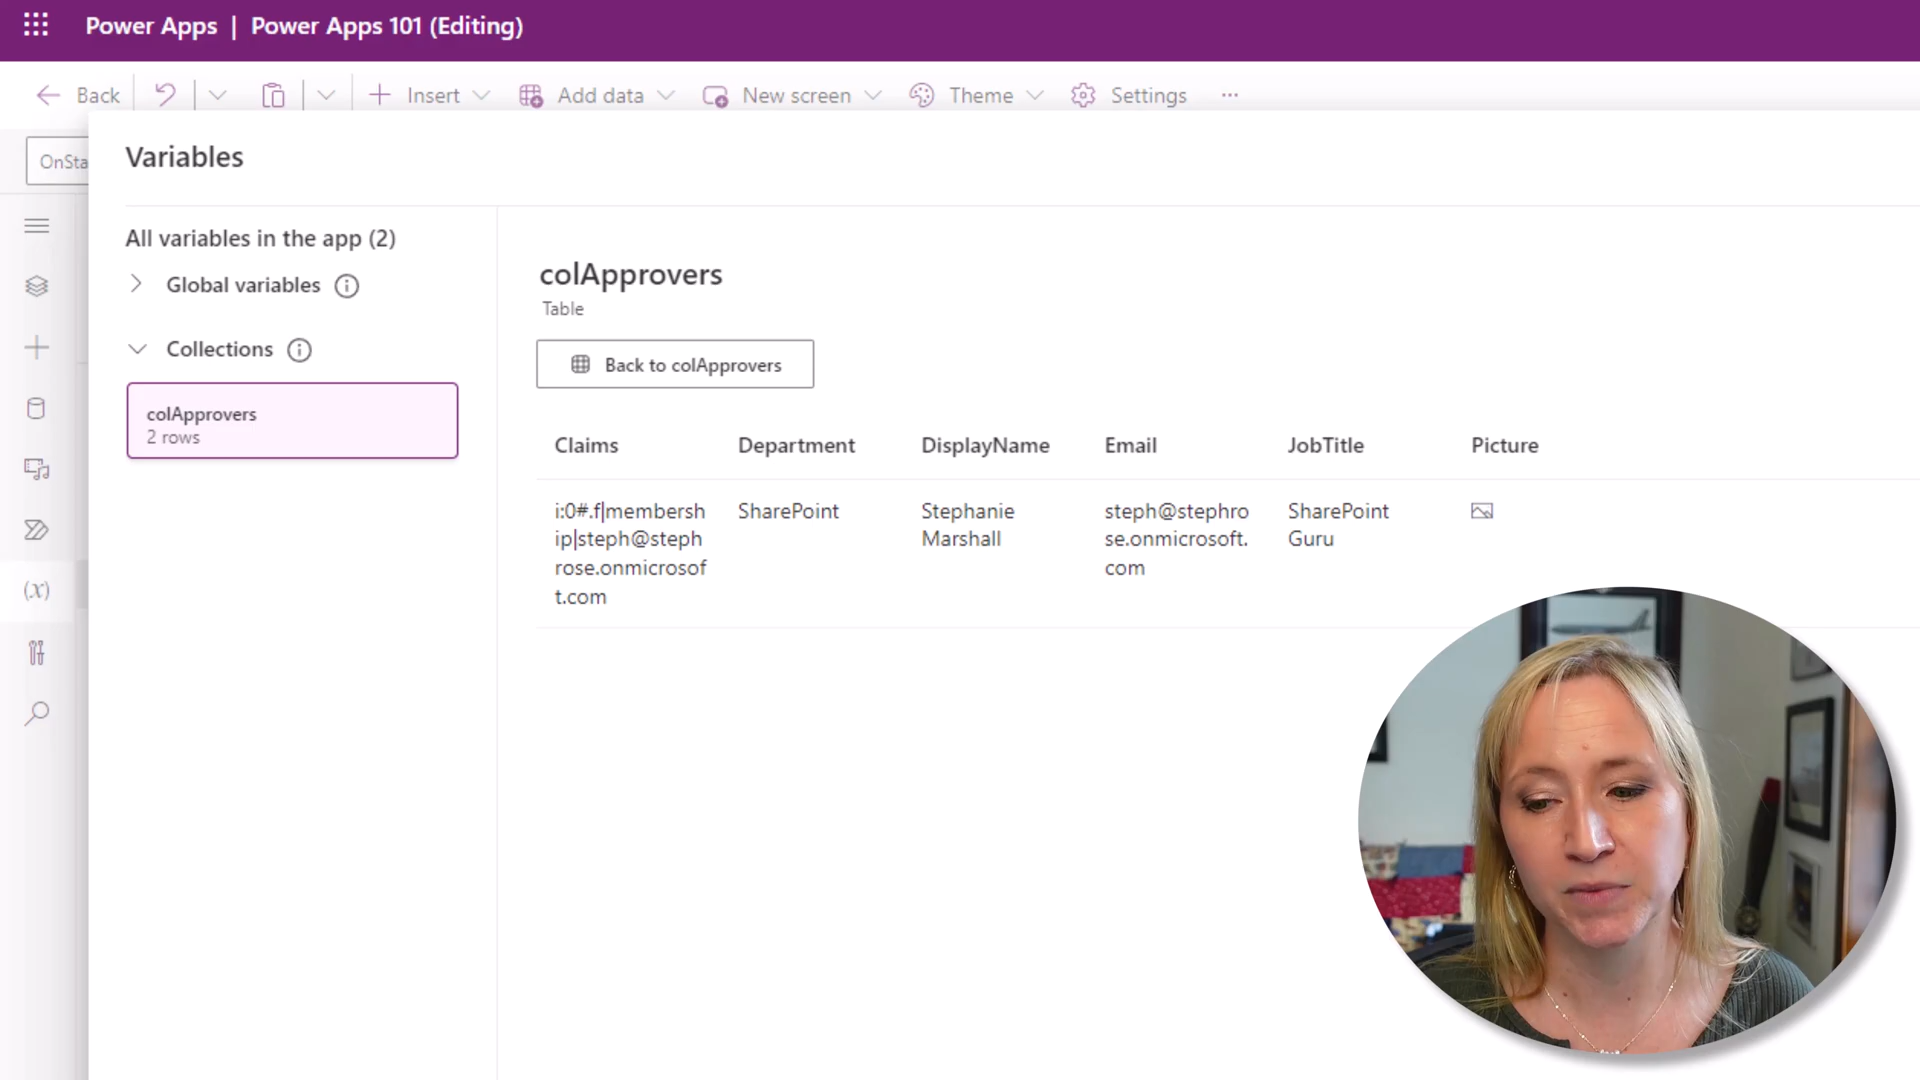 Power Apps | Power Apps 101 (Editing)
Back
Insert
Add data
New screen
Theme
Settings
OnSta
Variables
All variables in the app (2)
Global variables
Collections
colApprovers
2 rows
colApprovers
Table
Back to colApprovers
Claims Department DisplayName Email JobTitle Picture
i:0#.f|membersh SharePoint Stephanie steph@stephro SharePoint
ip|steph@steph Marshall se.onmicrosoft. Guru
rose.onmicrosof com
t.com
(x)